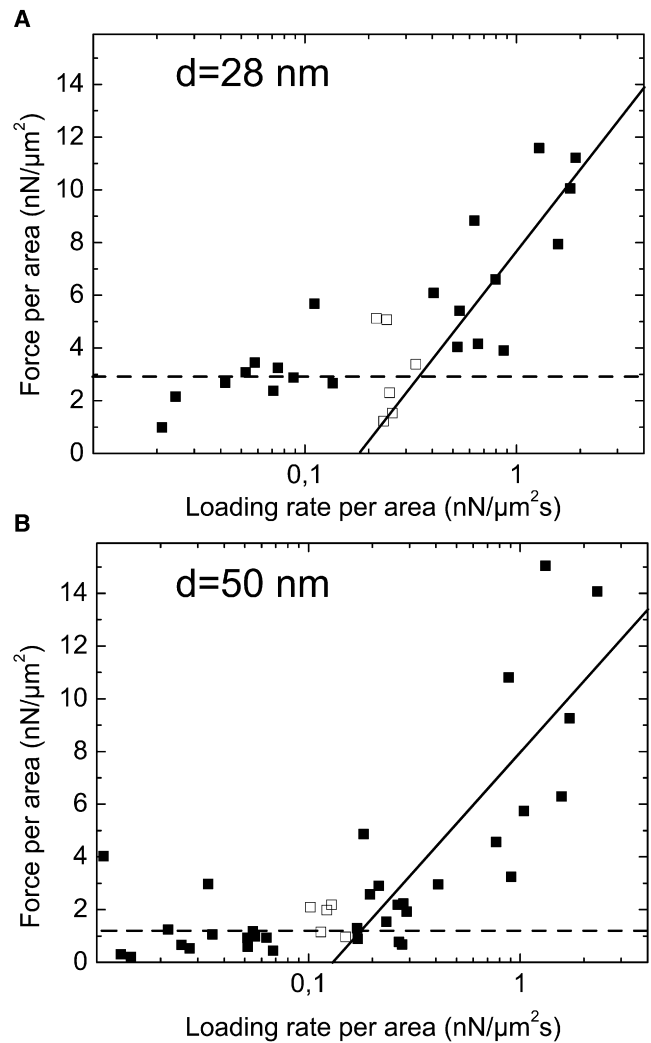 A
d=28 nm
14
12
10
8
6
4
2
0
Force per area (nN/µm²)
0,1
1
Loading rate per area (nN/µm²s)
B
d=50 nm
14
12
10
8
6
4
2
0
Force per area (nN/µm²)
0,1
1
Loading rate per area (nN/µm²s)